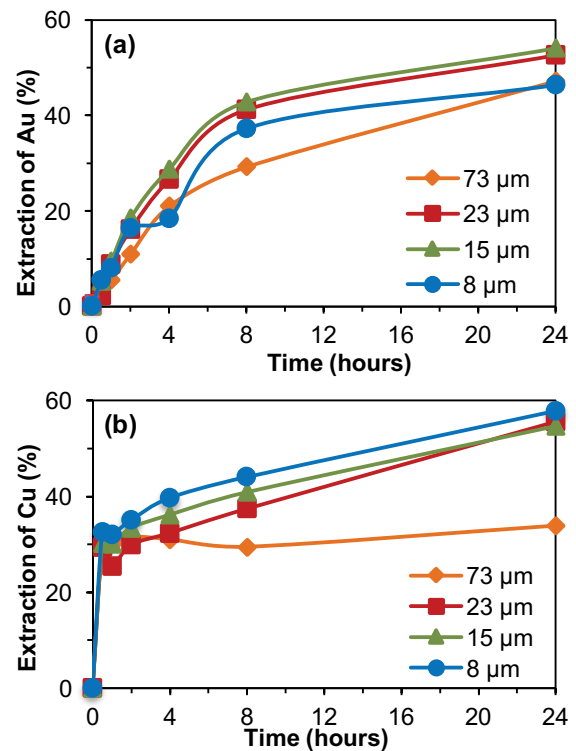 (a)
Extraction of Au (%)
60
40
20
0
73 µm
23 µm
15 µm
8 µm
0 4 8 12 16 20 24
Time (hours)
(b)
Extraction of Cu (%)
60
40
20
0
73 µm
23 µm
15 µm
8 µm
0 4 8 12 16 20 24
Time (hours)